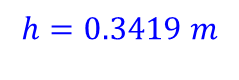 h = 0.3419 m